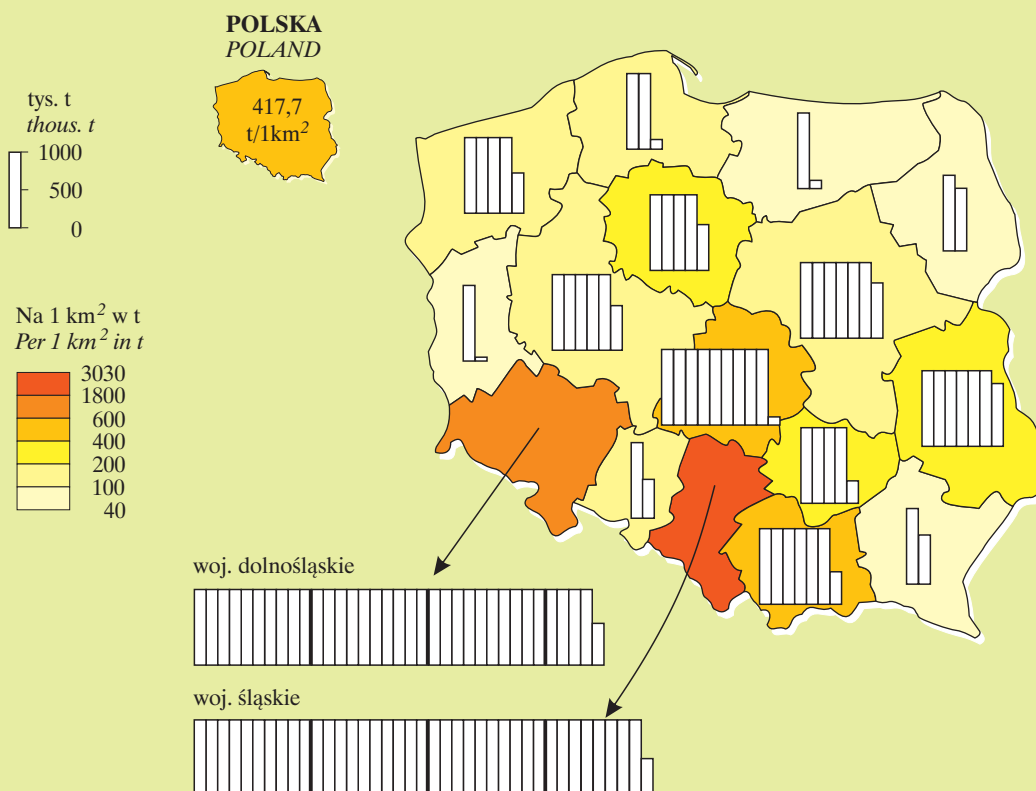 POLSKA
POLAND
417,7
t/1km²
tys. t
thous. t
1000
500
0
Na 1 km² w t
Per 1 km² in t
3030
1800
600
400
200
100
40
woj. dolnośląskie
woj. śląskie